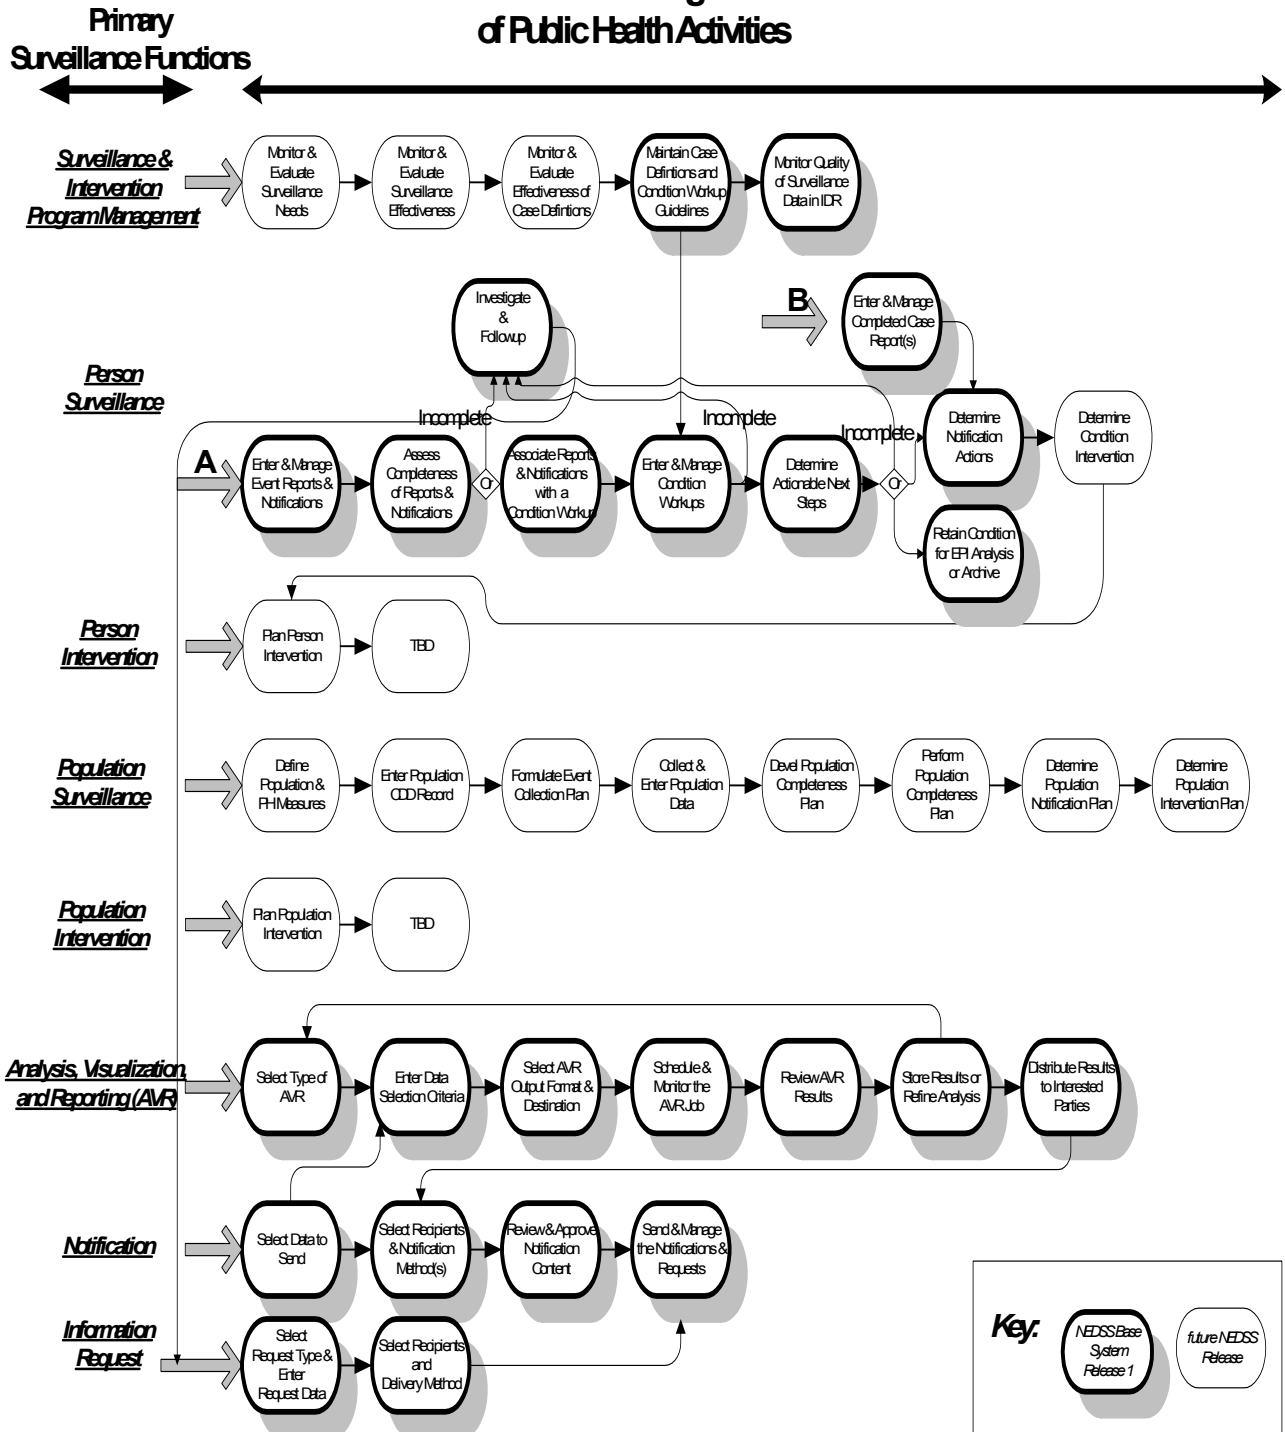 Primary
Surveillance Functions
of Public Health Activities
Surveillance &
Intervention
Program Management
Monitor &
Evaluate
Surveillance
Needs
Monitor &
Evaluate
Surveillance
Effectiveness
Monitor &
Evaluate
Effectiveness of
Case Defintions
Maintain Case
Defintions and
Condition Workup
Guidelines
Monitor Quality
of Surveillance
Data in IDR
Investigate
&
Followup
B
Enter & Manage
Completed Case
Report(s)
Person
Surveillance
Incomplete
Incomplete
Incomplete
A
Enter & Manage
Event Reports &
Notifications
Assess
Completeness
of Reports &
Notifications
Or
Associate Reports
& Notifications
with a
Condition Workup
Enter & Manage
Condition
Workups
Determine
Actionable Next
Steps
Or
Determine
Notification
Actions
Determine
Condition
Intervention
Retain Condition
for EPI Analysis
or Archive
Person
Intervention
Plan Person
Intervention
TBD
Population
Surveillance
Define
Population &
PHI Measures
Enter Population
ODD Record
Formulate Event
Collection Plan
Collect &
Enter Population
Data
Devel Population
Completeness
Plan
Perform
Population
Completeness
Plan
Determine
Population
Notification Plan
Determine
Population
Intervention Plan
Population
Intervention
Plan Population
Intervention
TBD
Analysis, Visualization,
and Reporting (AVR)
Select Type of
AVR
Enter Data
Selection Criteria
Select AVR
Output Format &
Destination
Schedule &
Monitor the
AVR Job
Review AVR
Results
Store Results or
Refine Analysis
Distribute Results
to Interested
Parties
Notification
Select Data to
Send
Select Recipients
& Notification
Method(s)
Review & Approve
Notification
Content
Send & Manage
the Notifications &
Requests
Information
Request
Select
Request Type &
Enter
Request Data
Select Recipients
and
Delivery Method
Key:
NEDSS Base
System
Release 1
future NEDSS
Release